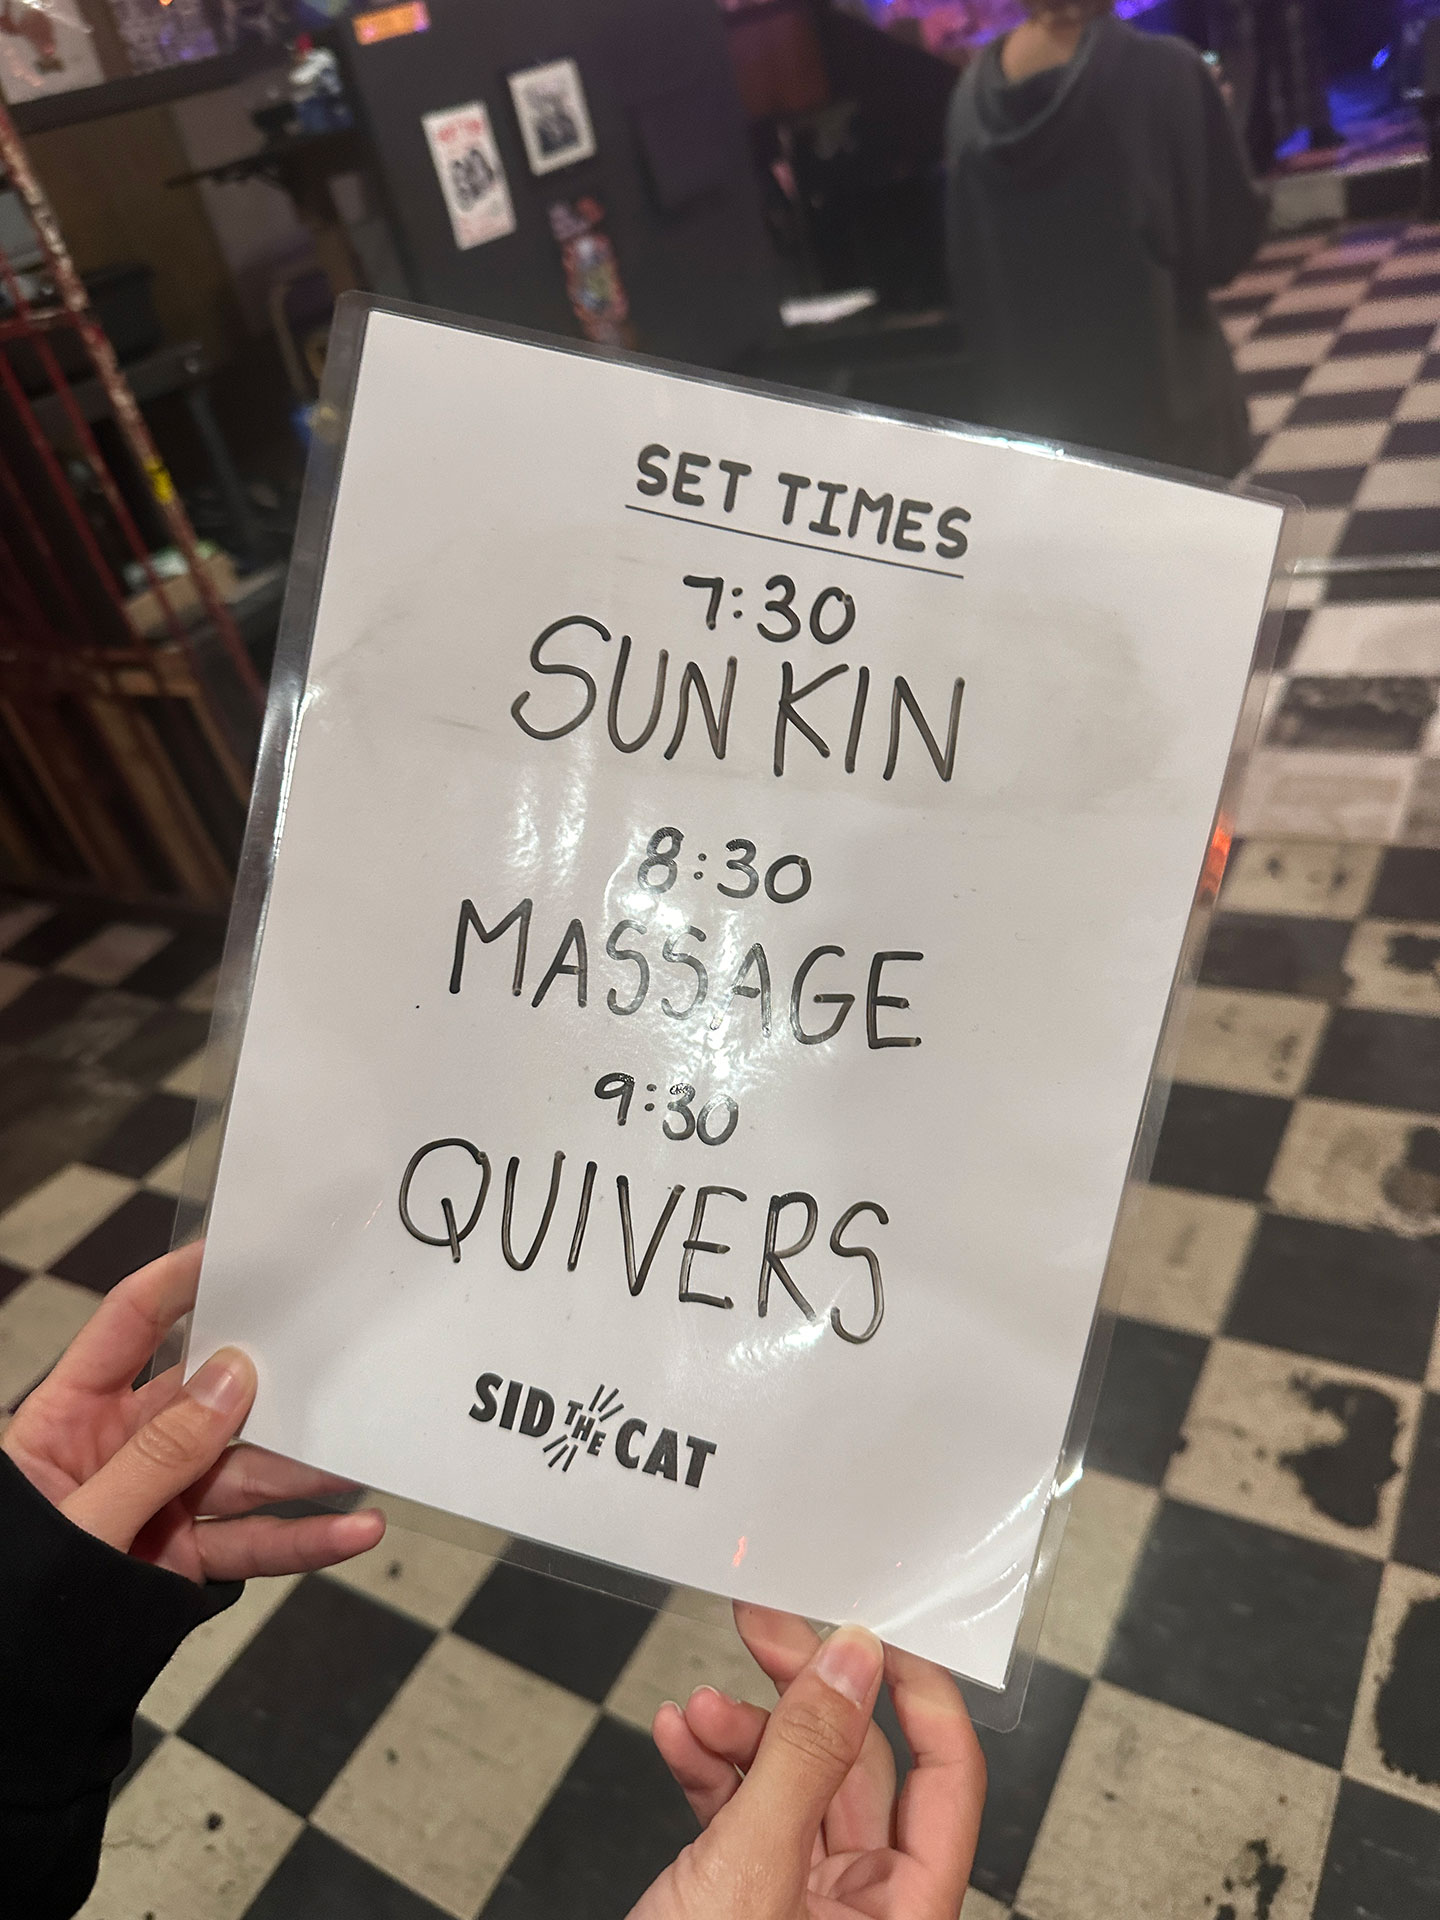 SET TIMES
7:30
SUN KIN
8:30
MASSAGE
9:30
QUIVERS
SID THE CAT